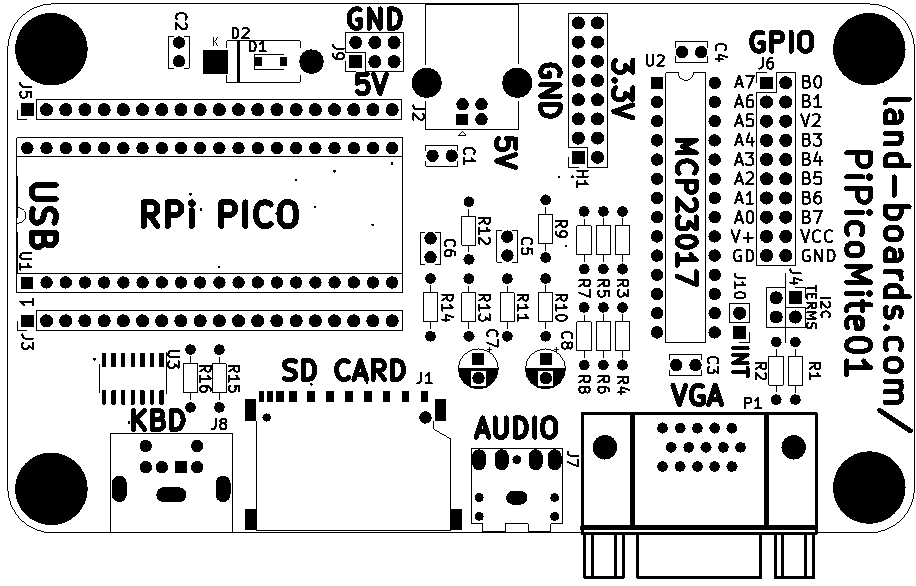 C2
K
D2
D1
GND
J9
5V
J5
J2
GND
3.3V
H1
5V
C1
U2
C4
GPIO
J6
A7 B0
A6 B1
A5 V2
A4 B3
A3 B4
A2 B5
A1 B6
A0 B7
V+ VCC
GD GND
MCP23017
land-boards.com/
PiPicoMite01
USB
RPi PICO
U1
1
J3
C6
R12
C5
R9
R14
R13
R11
R10
R7
R5
R3
C7
C8
R8
R6
R4
J10
INT
J4
I2C
TERMS
C3
R2
R1
U3
R16
R15
SD CARD
J1
KBD
J8
AUDIO
J7
VGA
P1